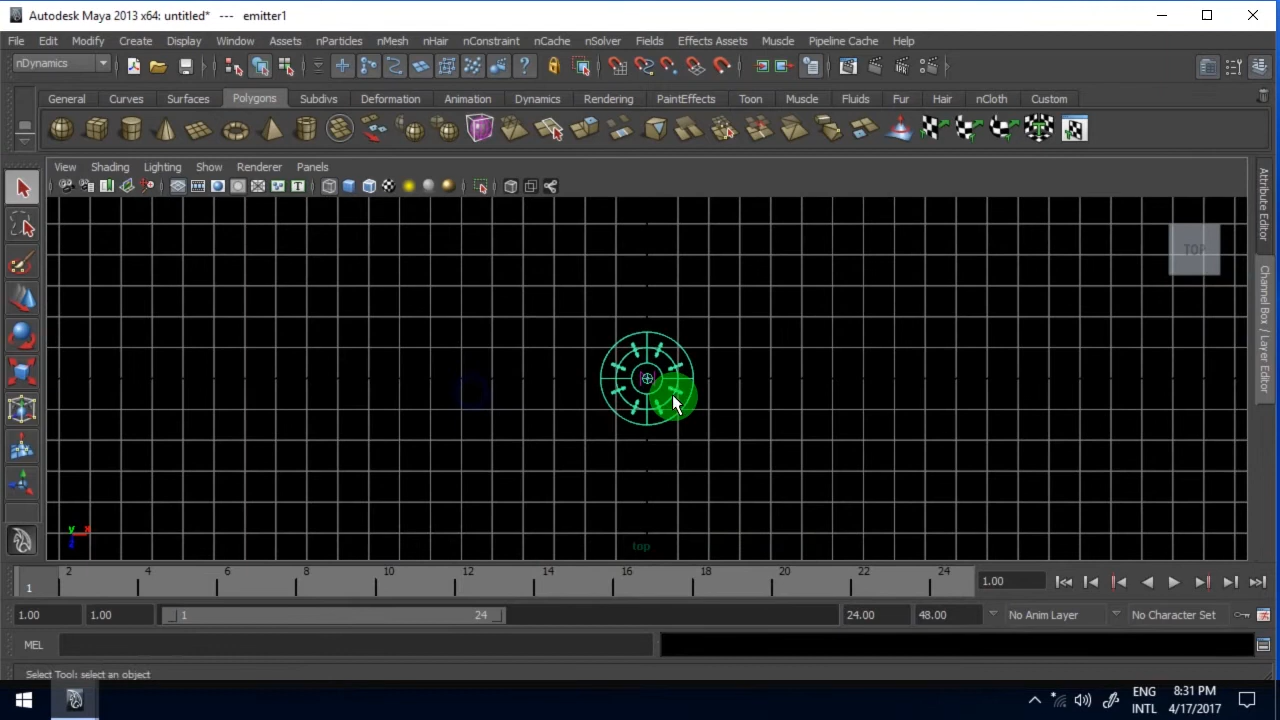 Autodesk Maya 2013 x64: untitled* --- emitter1
File Edit Modify Create Display Window Assets nParticles nMesh nHair nConstraint nCache nSolver Fields Effects Assets Muscle Pipeline Cache Help
nDynamics
General Curves Surfaces Polygons Subdivs Deformation Animation Dynamics Rendering PaintEffects Toon Muscle Fluids Fur Hair nCloth Custom
View Shading Lighting Show Renderer Panels
Attribute Editor
Channel Box / Layer Editor
TOP
y x
z
top
1 2 4 6 8 10 12 14 16 18 20 22 24 1.00
1.00 1.00 1 24 24.00 48.00 No Anim Layer No Character Set
MEL
Select Tool: select an object
ENG 8:31 PM
INTL 4/17/2017